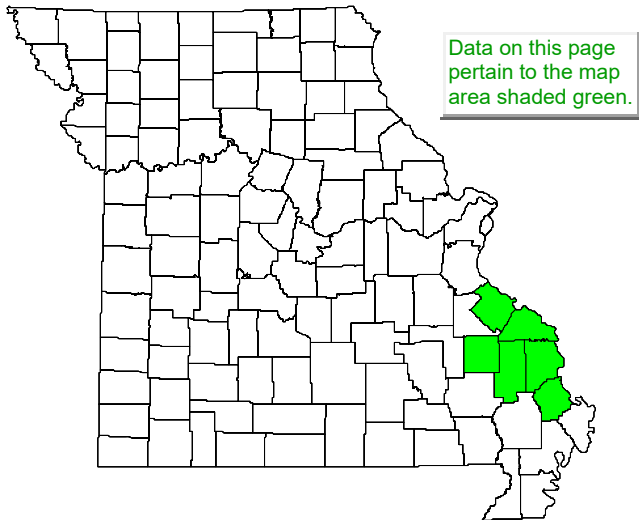 Data on this page
pertain to the map
area shaded green.